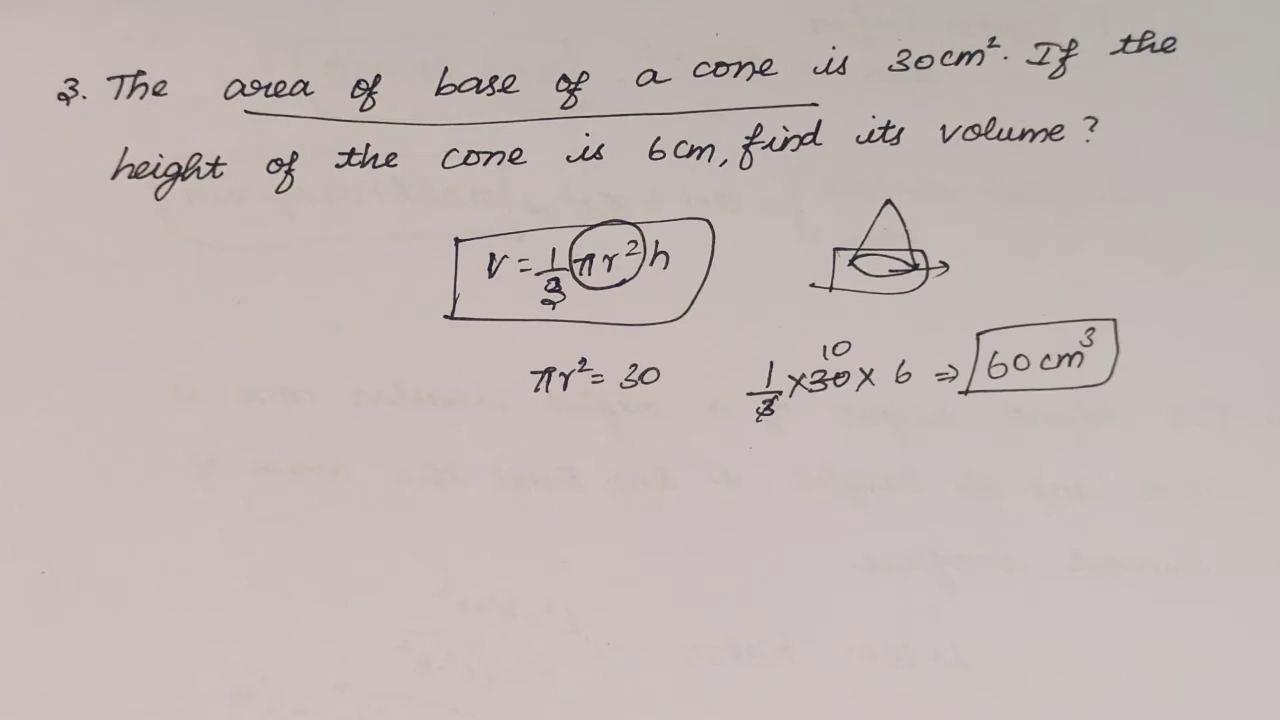 3. The area of base of a cone is 30cm². If the
height of the cone is 6cm, find its volume?
V = 1/3 πr² h
πr² = 30
1/3 × 30 × 6 ⇒ 60 cm³
10